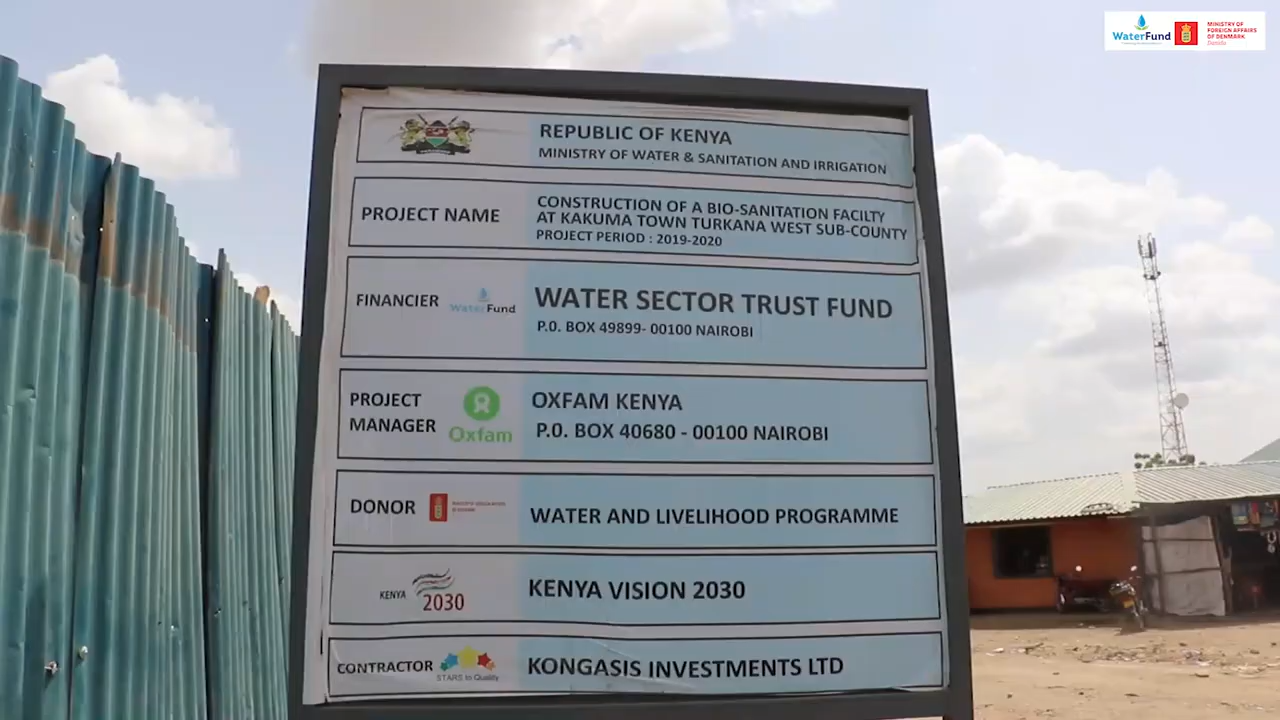 WaterFund
MINISTRY OF
FOREIGN AFFAIRS
OF DENMARK
Danida
REPUBLIC OF KENYA
MINISTRY OF WATER & SANITATION AND IRRIGATION
PROJECT NAME
CONSTRUCTION OF A BIO-SANITATION FACILTY
AT KAKUMA TOWN TURKANA WEST SUB-COUNTY
PROJECT PERIOD : 2019-2020
FINANCIER
WaterFund
WATER SECTOR TRUST FUND
P.O. BOX 49899- 00100 NAIROBI
PROJECT
MANAGER
Oxfam
OXFAM KENYA
P.O. BOX 40680 - 00100 NAIROBI
DONOR
WATER AND LIVELIHOOD PROGRAMME
KENYA
2030
KENYA VISION 2030
CONTRACTOR
STARS to Quality
KONGASIS INVESTMENTS LTD